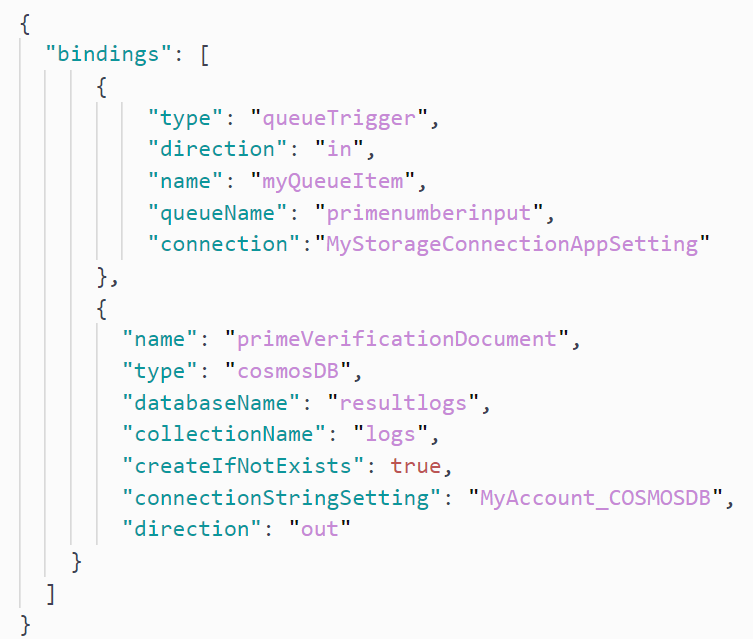 {
  "bindings": [
    {
        "type": "queueTrigger",
        "direction": "in",
        "name": "myQueueItem",
        "queueName": "primenumberinput",
        "connection":"MyStorageConnectionAppSetting"
    },
    {
      "name": "primeVerificationDocument",
      "type": "cosmosDB",
      "databaseName": "resultlogs",
      "collectionName": "logs",
      "createIfNotExists": true,
      "connectionStringSetting": "MyAccount_COSMOSDB",
      "direction": "out"
    }
  ]
}